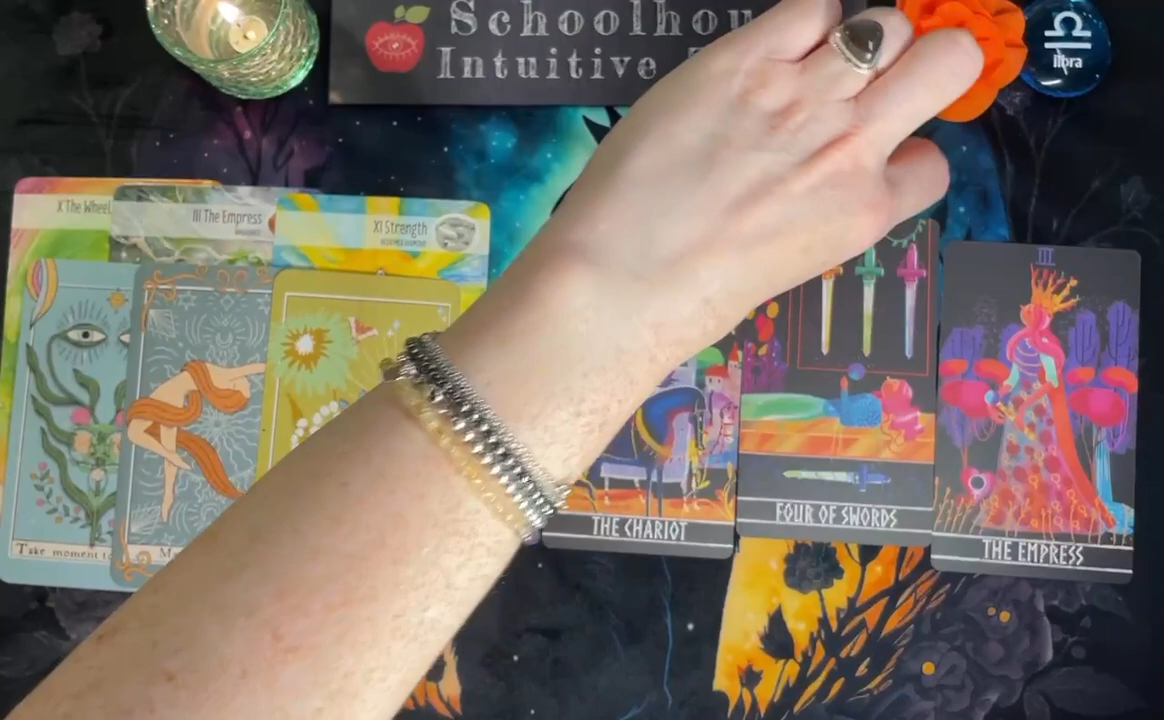 Schoolhou
Intuitive
libra
X The Wheel
III The Empress
XI Strength
III
THE CHARIOT
FOUR OF SWORDS
THE EMPRESS
Take moment to